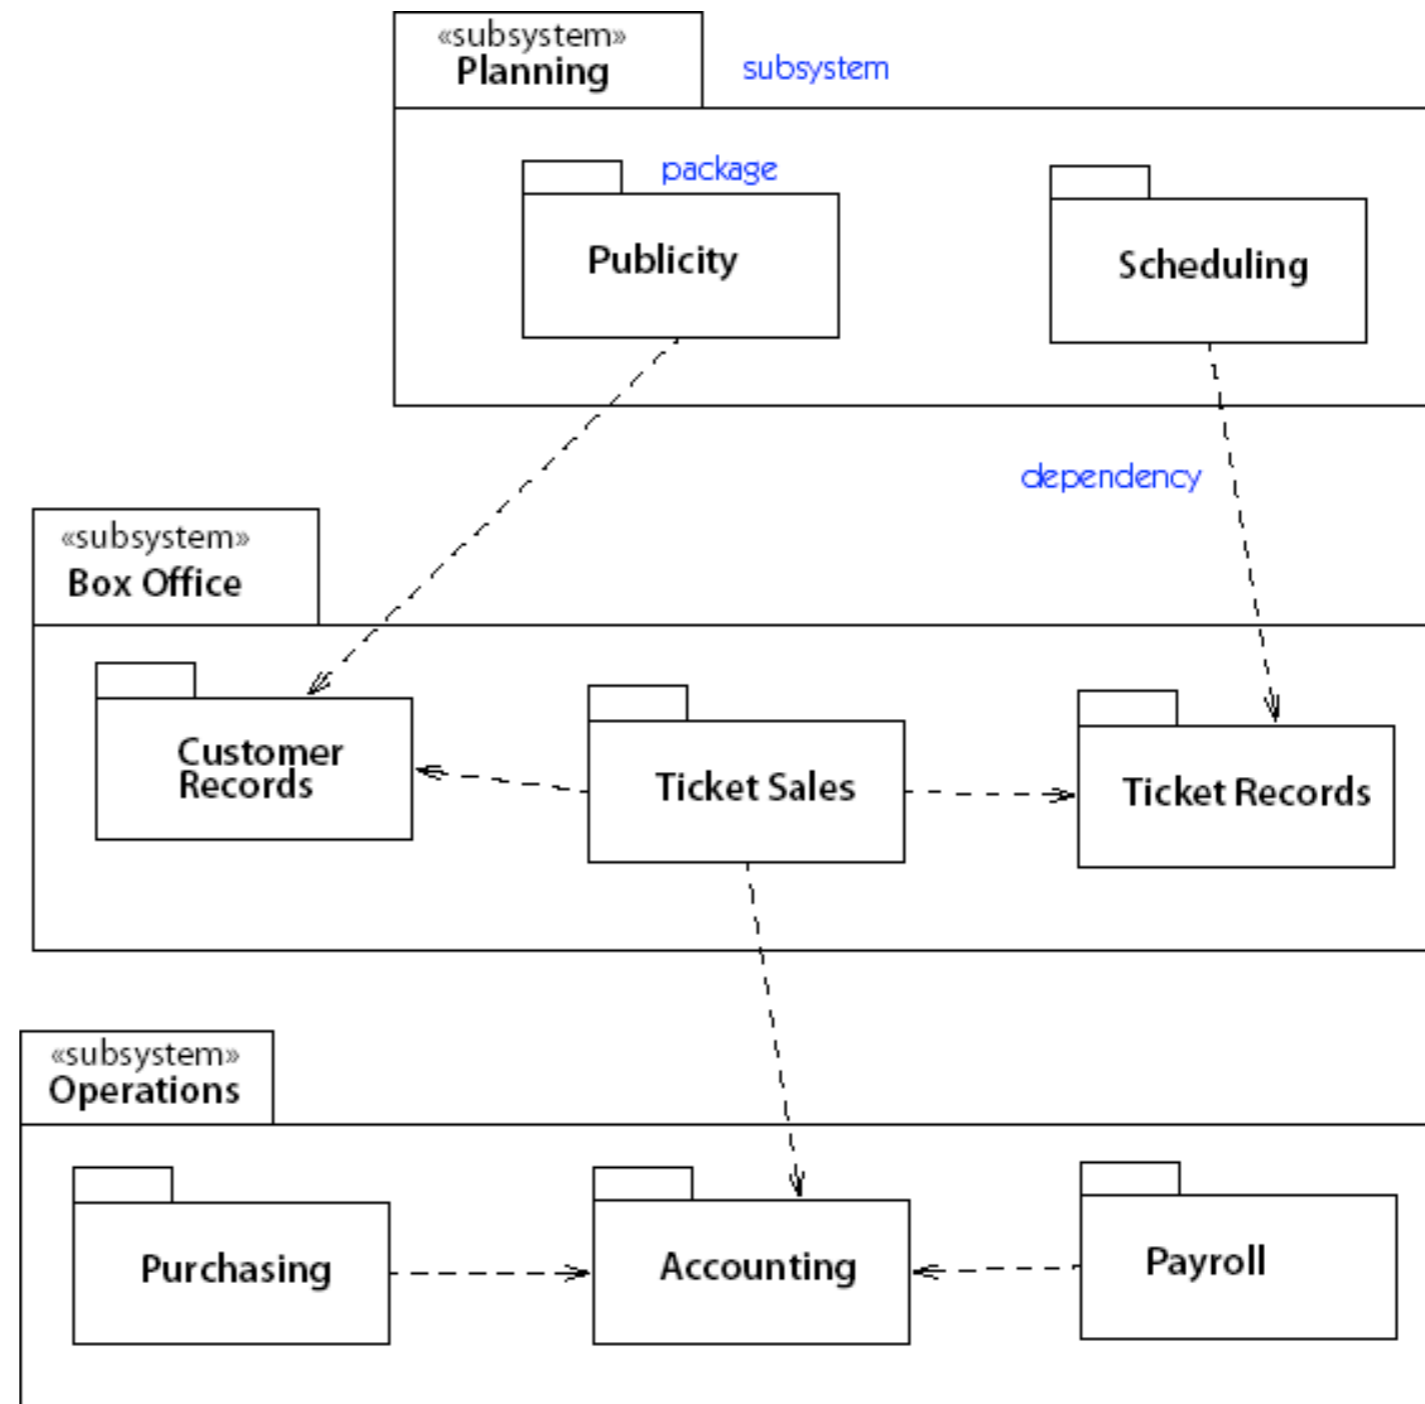 «subsystem»
Planning
subsystem
package
Publicity
Scheduling
dependency
«subsystem»
Box Office
Customer
Records
Ticket Sales
Ticket Records
«subsystem»
Operations
Purchasing
Accounting
Payroll